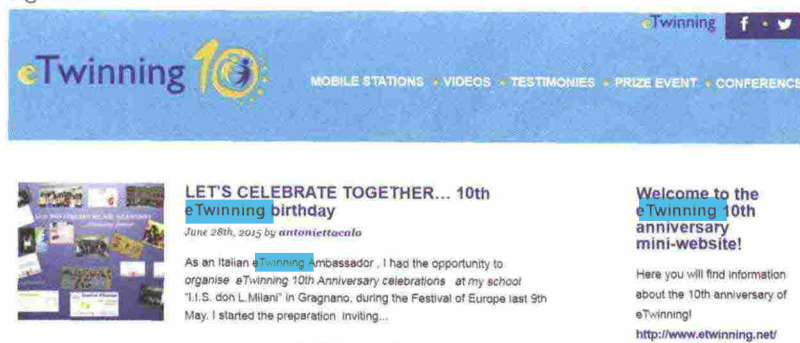 eTwinning f
eTwinning 10
MOBILE STATIONS • VIDEOS • TESTIMONIES • PRIZE EVENT • CONFERENCE
LET'S CELEBRATE TOGETHER... 10th
eTwinning birthday
June 28th, 2015 by antoniettacalo
As an Italian eTwinning Ambassador , I had the opportunity to
organise eTwinning 10th Anniversary celebrations at my school
"I.I.S. don L.Milani" in Gragnano, during the Festival of Europe last 9th
May. I started the preparation inviting...
Welcome to the
eTwinning 10th
anniversary
mini-website!
Here you will find information
about the 10th anniversary of
eTwinning!
http://www.etwinning.net/